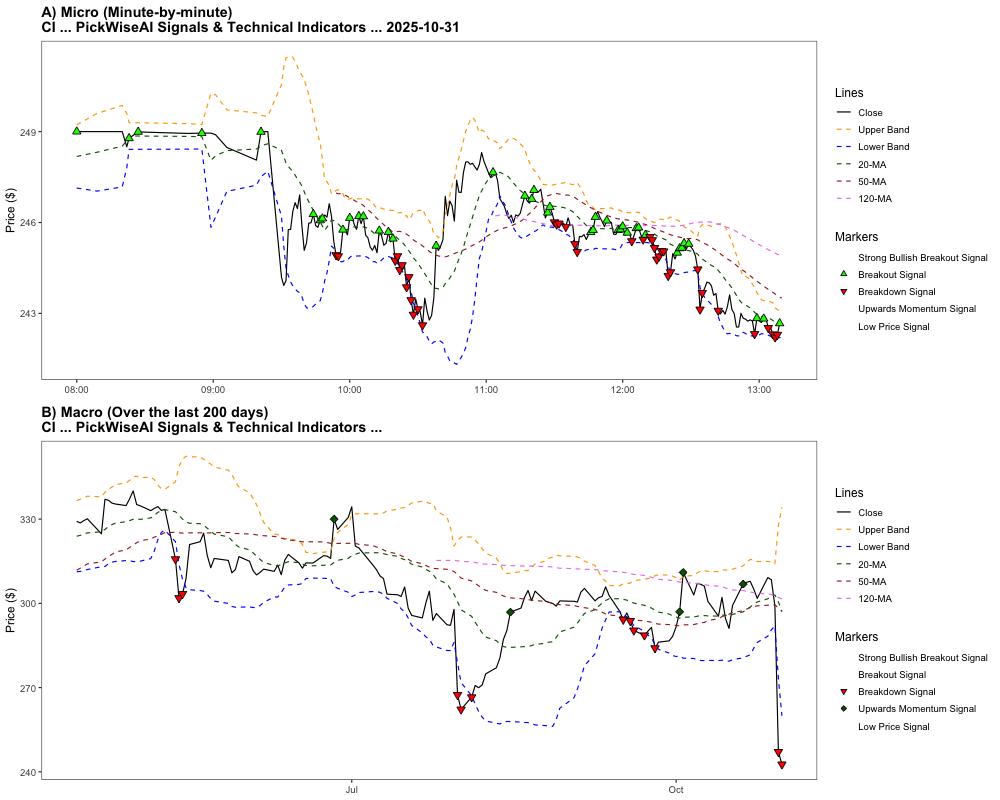 A) Micro (Minute-by-minute)
CI ... PickWiseAI Signals & Technical Indicators ... 2025-10-31
Price ($)
249
246
243
08:00
09:00
10:00
11:00
12:00
13:00
Lines
Close
Upper Band
Lower Band
20-MA
50-MA
120-MA
Markers
Strong Bullish Breakout Signal
Breakout Signal
Breakdown Signal
Upwards Momentum Signal
Low Price Signal
B) Macro (Over the last 200 days)
CI ... PickWiseAI Signals & Technical Indicators ...
Price ($)
330
300
270
240
Jul
Oct
Lines
Close
Upper Band
Lower Band
20-MA
50-MA
120-MA
Markers
Strong Bullish Breakout Signal
Breakout Signal
Breakdown Signal
Upwards Momentum Signal
Low Price Signal